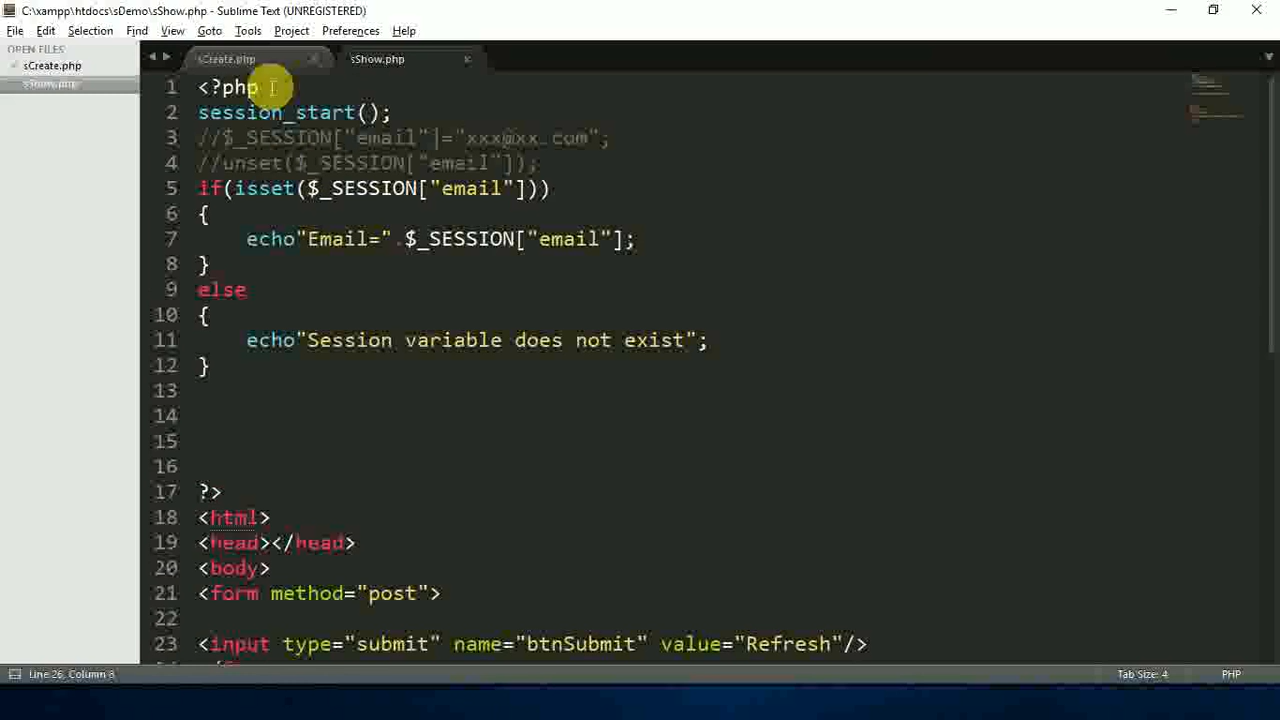 C:\xampp\htdocs\sDemo\sShow.php - Sublime Text (UNREGISTERED)
File Edit Selection View Goto Tools Project Preferences Help
OPEN FILES
sCreate.php
sShow.php
sCreate.php sShow.php
1 <?php
2 session_start();
3 //$_SESSION["email"]="xxx@xx.com";
4 //unset($_SESSION["email"]);
5 if(isset($_SESSION["email"]))
6 {
7 echo"Email=".$_SESSION["email"];
8 }
9 else
10 {
11 echo"Session variable does not exist";
12 }
13
14
15
16
17 ?>
18 <html>
19 <head></head>
20 <body>
21 <form method="post">
22
23 <input type="submit" name="btnSubmit" value="Refresh"/>
Line 26, Column 8 Tab Size: 4 PHP